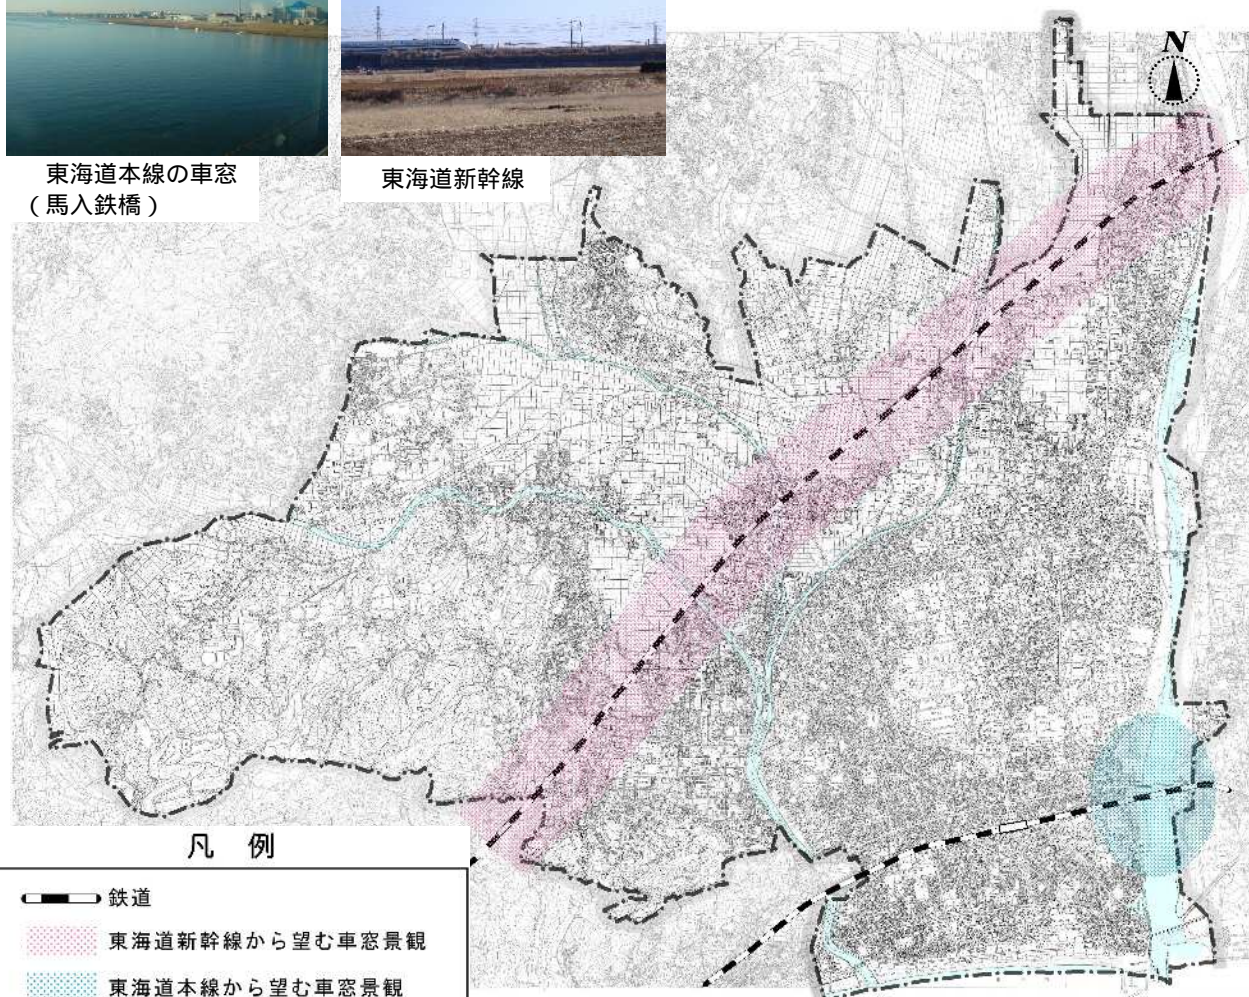 東海道本線の車窓
(馬入鉄橋)
東海道新幹線
N
凡 例
鉄道
東海道新幹線から望む車窓景観
東海道本線から望む車窓景観